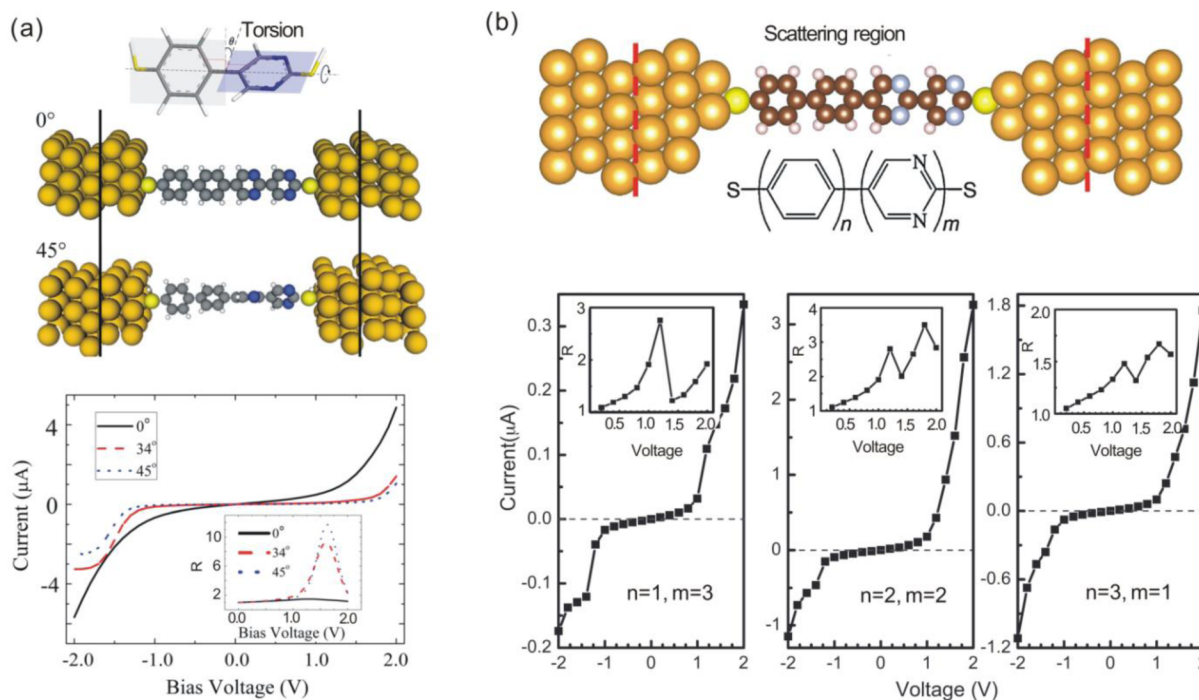 (a)
Torsion
θ
0°
45°
Current (μA)
4
0
-4
0°
34°
45°
R
10
6
2
0°
34°
45°
0.0
1.0
2.0
Bias Voltage (V)
-2.0
-1.0
0.0
1.0
2.0
Bias Voltage (V)
(b)
Scattering region
S
n
N
N
m
S
Current(μA)
0.3
0.2
0.1
0.0
-0.1
-0.2
R
3
2
1
0.5
1.0
1.5
2.0
Voltage
n=1, m=3
-2
-1
0
1
2
3
2
1
0
-1
R
4
3
2
1
0.5
1.0
1.5
2.0
Voltage
n=2, m=2
-2
-1
0
1
2
1.8
1.2
0.6
0.0
-0.6
-1.2
R
2.0
1.5
1.0
0.5
1.0
1.5
2.0
Voltage
n=3, m=1
-2
-1
0
1
2
Voltage (V)